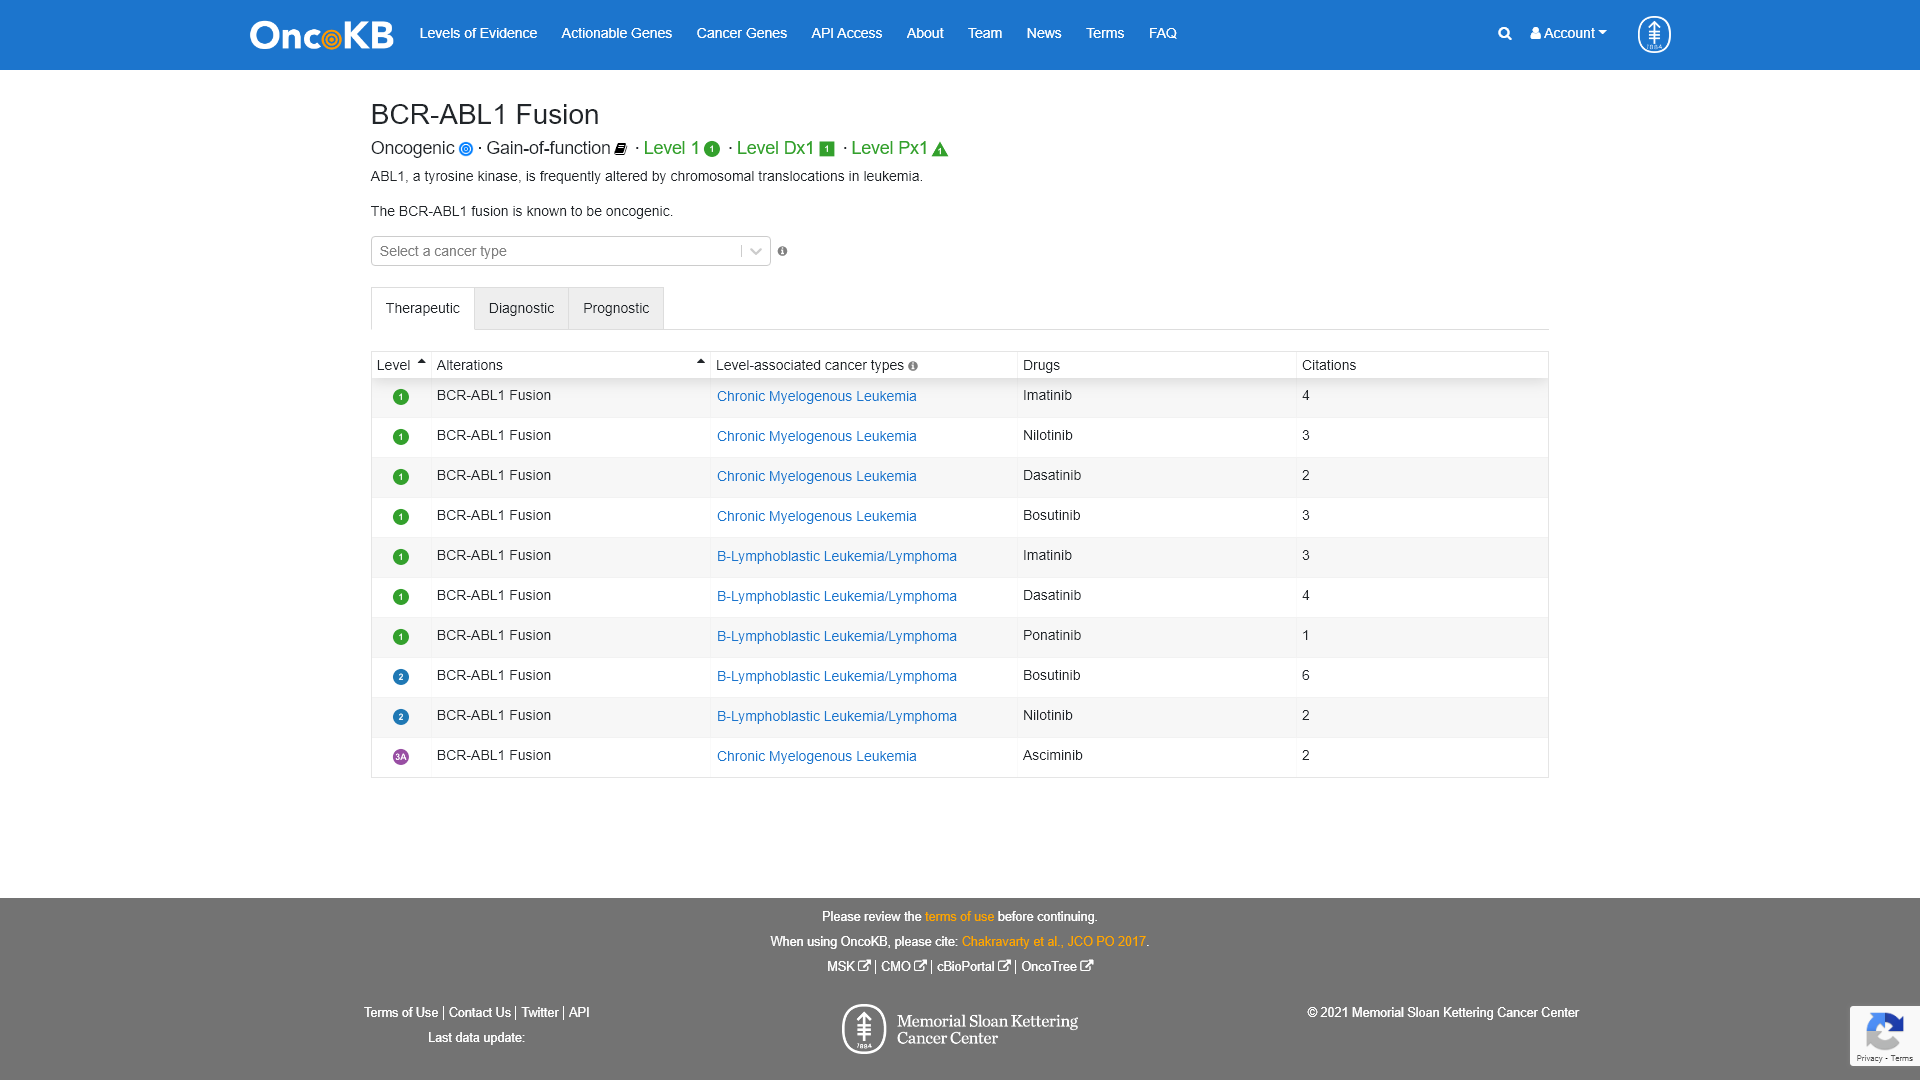 OncoKB Levels of Evidence Actionable Genes Cancer Genes API Access About Team News Terms FAQ Account
1884
BCR-ABL1 Fusion
Oncogenic · Gain-of-function · Level 1 1 · Level Dx1 1 · Level Px1 1
ABL1, a tyrosine kinase, is frequently altered by chromosomal translocations in leukemia.
The BCR-ABL1 fusion is known to be oncogenic.
Select a cancer type
Therapeutic Diagnostic Prognostic
Level Alterations Level-associated cancer types Drugs Citations
1 BCR-ABL1 Fusion Chronic Myelogenous Leukemia Imatinib 4
1 BCR-ABL1 Fusion Chronic Myelogenous Leukemia Nilotinib 3
1 BCR-ABL1 Fusion Chronic Myelogenous Leukemia Dasatinib 2
1 BCR-ABL1 Fusion Chronic Myelogenous Leukemia Bosutinib 3
1 BCR-ABL1 Fusion B-Lymphoblastic Leukemia/Lymphoma Imatinib 3
1 BCR-ABL1 Fusion B-Lymphoblastic Leukemia/Lymphoma Dasatinib 4
1 BCR-ABL1 Fusion B-Lymphoblastic Leukemia/Lymphoma Ponatinib 1
2 BCR-ABL1 Fusion B-Lymphoblastic Leukemia/Lymphoma Bosutinib 6
2 BCR-ABL1 Fusion B-Lymphoblastic Leukemia/Lymphoma Nilotinib 2
3A BCR-ABL1 Fusion Chronic Myelogenous Leukemia Asciminib 2
Please review the terms of use before continuing.
When using OncoKB, please cite: Chakravarty et al., JCO PO 2017.
MSK | CMO | cBioPortal | OncoTree
Terms of Use | Contact Us | Twitter | API
Last data update:
1884
Memorial Sloan Kettering
Cancer Center
© 2021 Memorial Sloan Kettering Cancer Center
Privacy - Terms